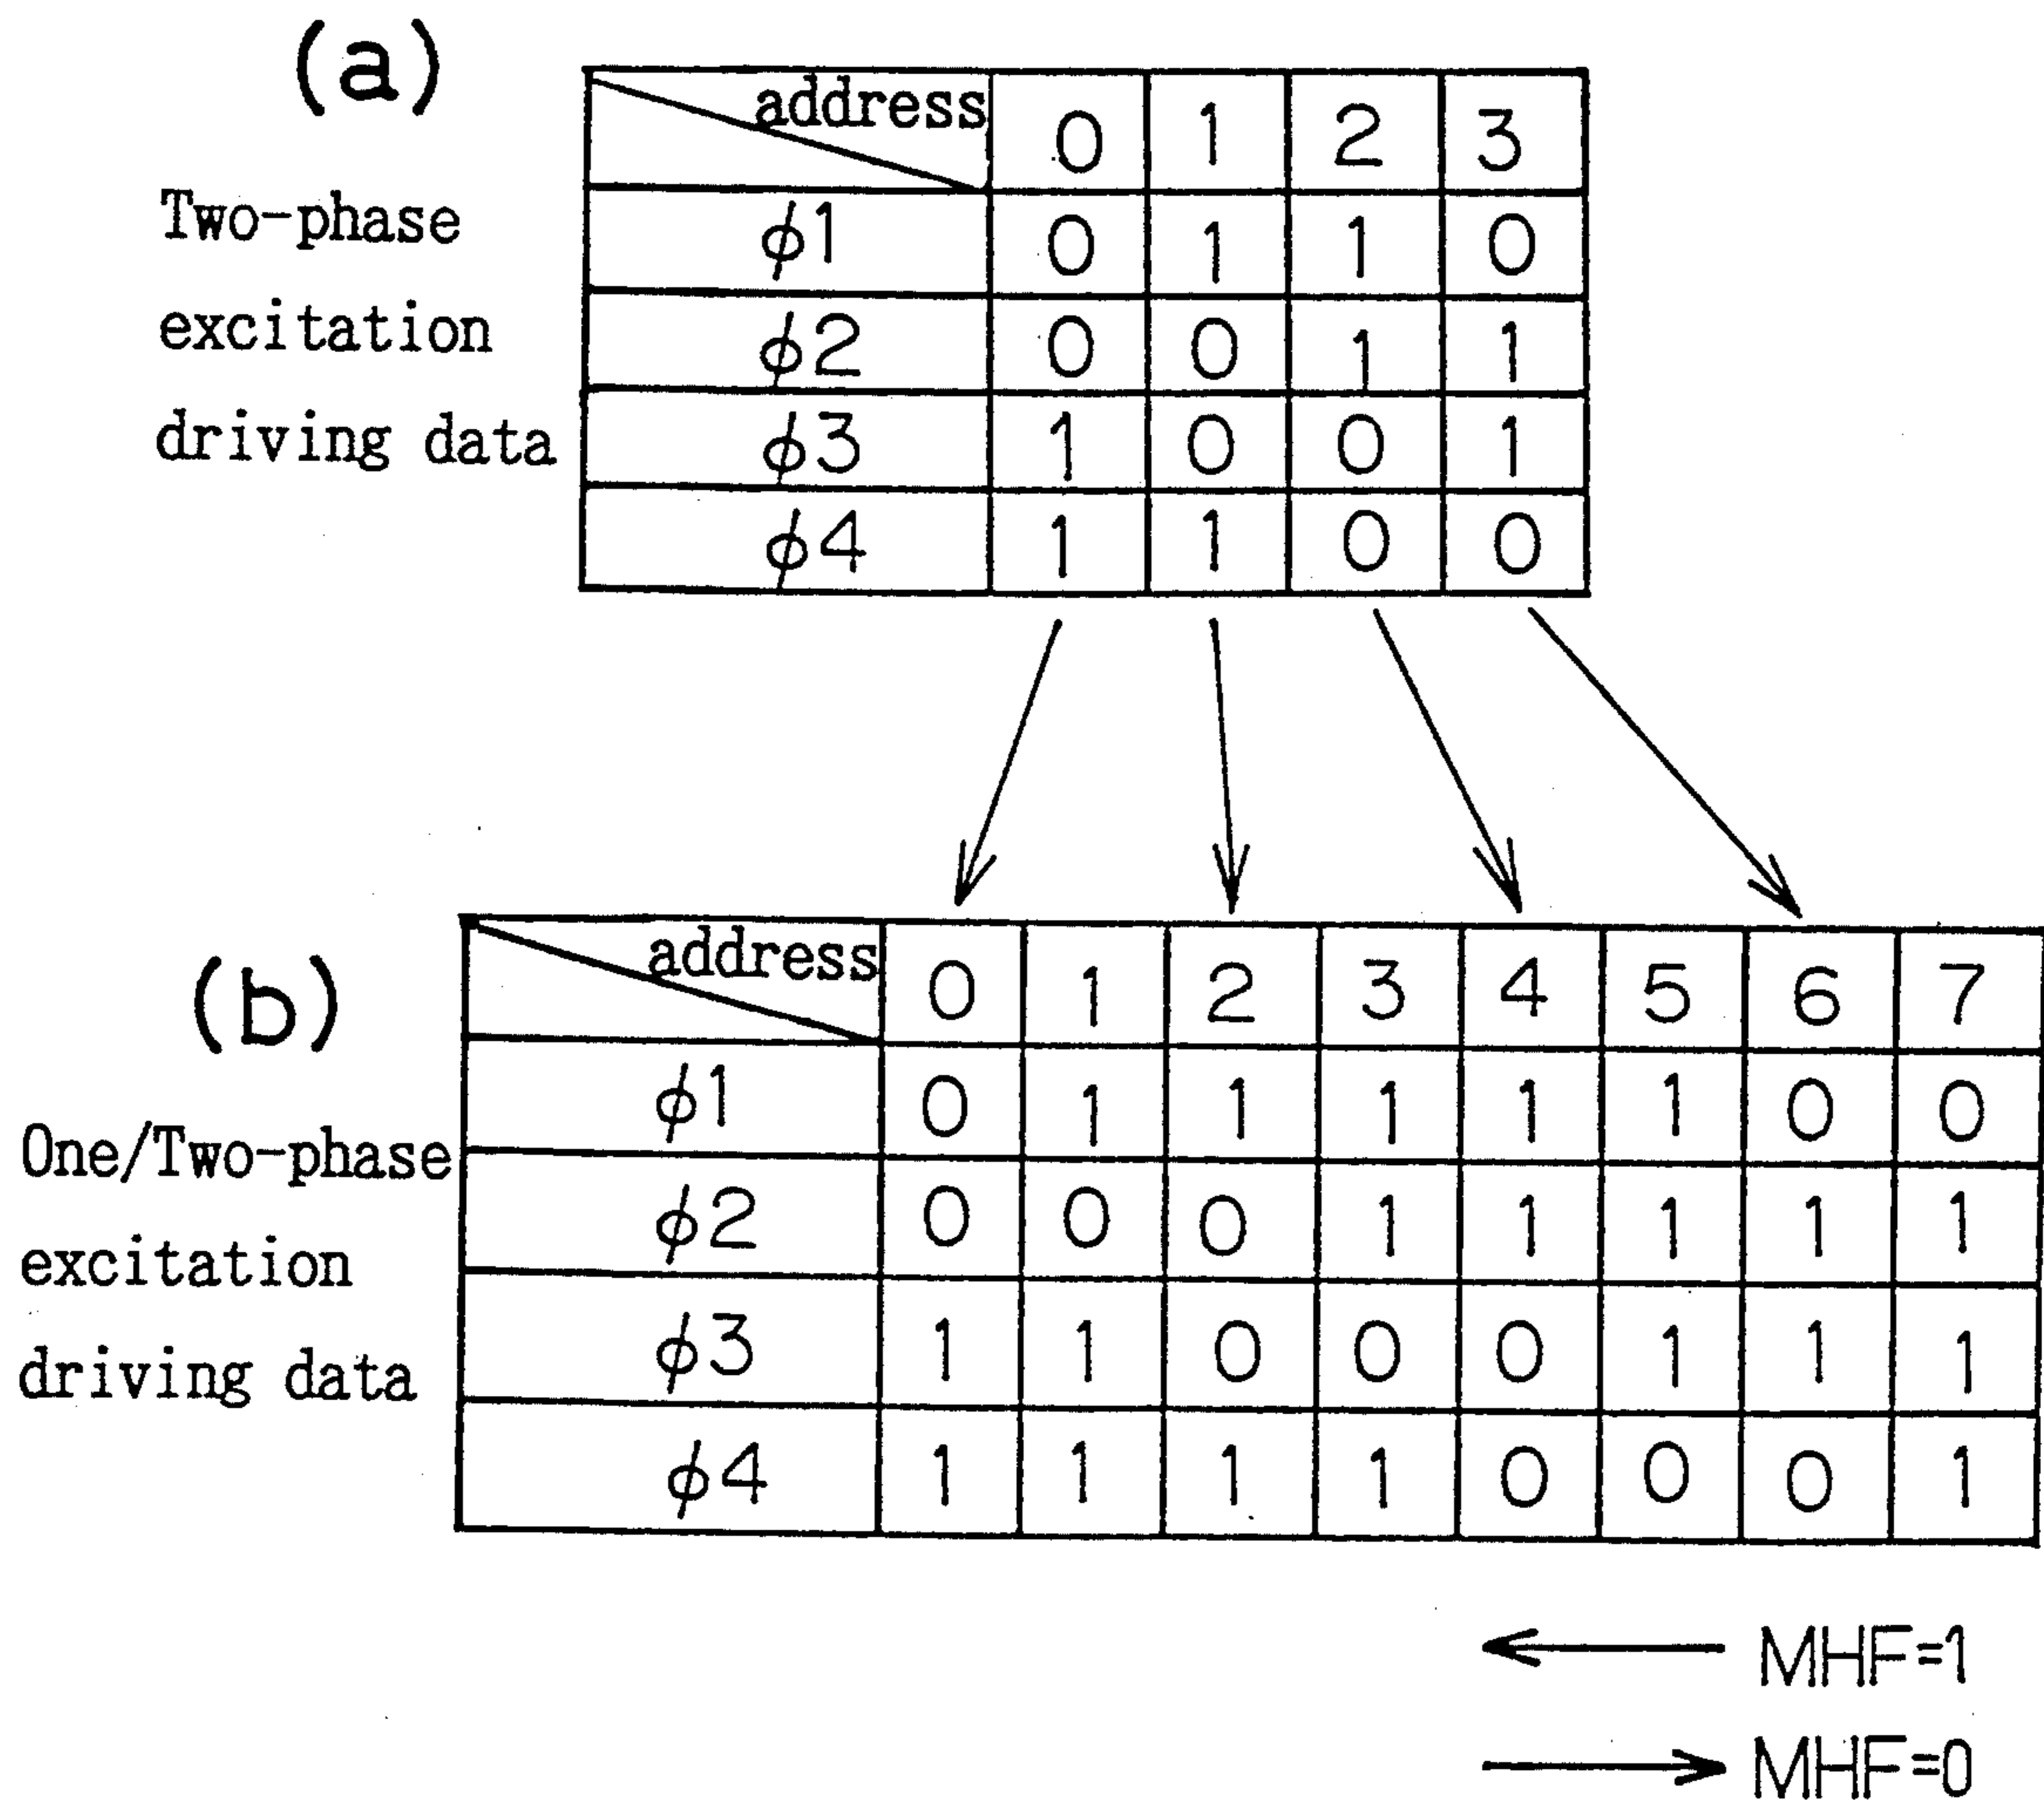 (a)
address 0 1 2 3
Two-phase
excitation
driving data
ϕ1 0 1 1 0
ϕ2 0 0 1 1
ϕ3 1 0 0 1
ϕ4 1 1 0 0
(b)
address 0 1 2 3 4 5 6 7
One/Two-phase
excitation
driving data
ϕ1 0 1 1 1 1 1 0 0
ϕ2 0 0 0 1 1 1 1 1
ϕ3 1 1 0 0 0 1 1 1
ϕ4 1 1 1 1 0 0 0 1
MHF=1
MHF=0